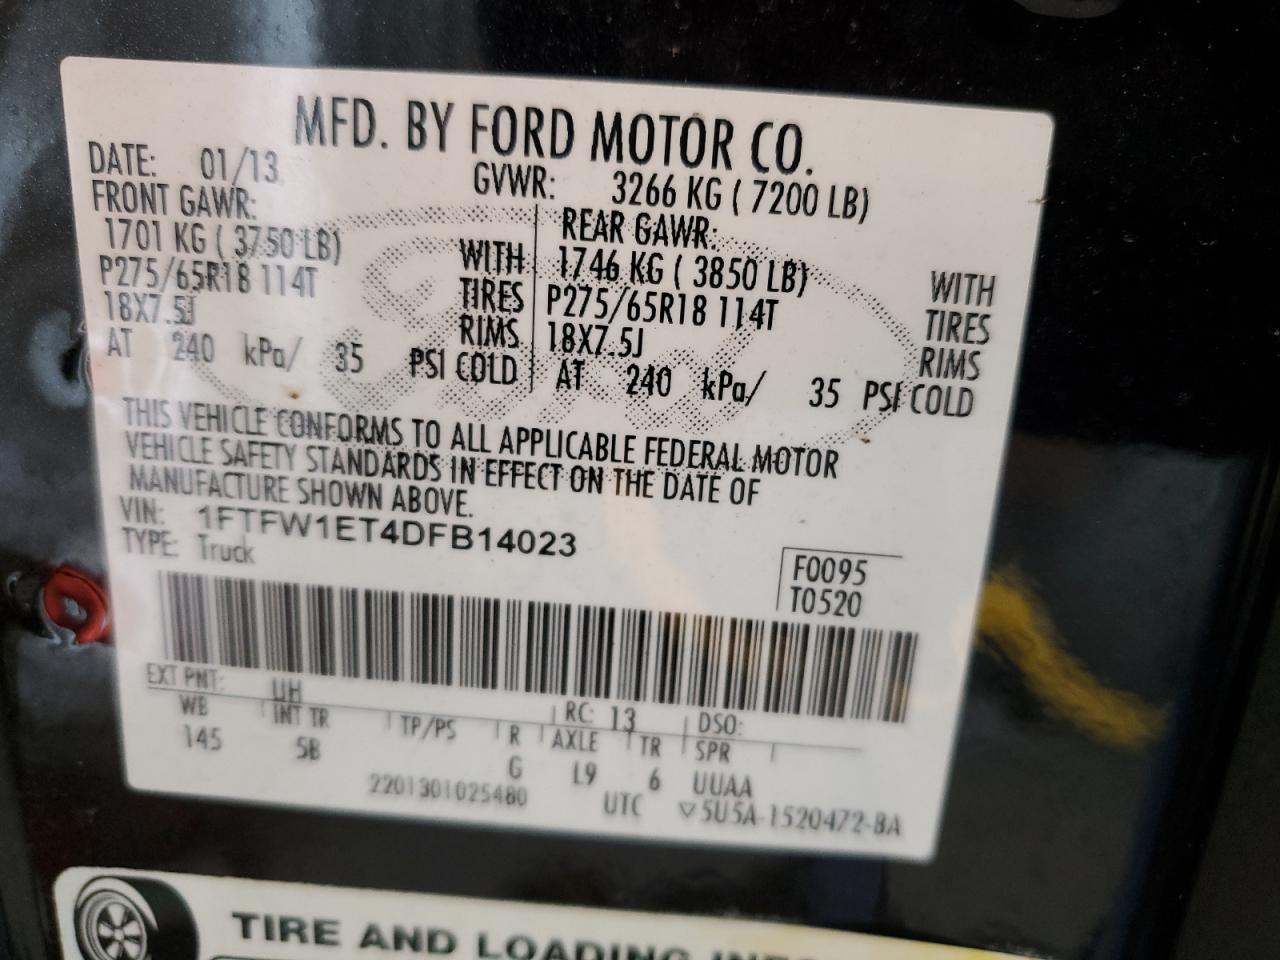 MFD. BY FORD MOTOR CO.
DATE: 01/13 GVWR: 3266 KG ( 7200 LB)
FRONT GAWR: REAR GAWR:
1701 KG ( 3750 LB) WITH 1746 KG ( 3850 LB) WITH
P275/65R18 114T TIRES P275/65R18 114T TIRES
18X7.5J RIMS 18X7.5J RIMS
AT 240 kPa/ 35 PSI COLD AT 240 kPa/ 35 PSI COLD
THIS VEHICLE CONFORMS TO ALL APPLICABLE FEDERAL MOTOR
VEHICLE SAFETY STANDARDS IN EFFECT ON THE DATE OF
MANUFACTURE SHOWN ABOVE.
VIN: 1FTFW1ET4DFB14023
TYPE: Truck
F0095
T0520
EXT PNT: UH RC: 13 DSO:
WB INT TR TP/PS R AXLE TR SPR
145 SB G L9 6 UUAA
2201301025480 UTC ▽5U5A-1520472-BA
TIRE AND LOADING